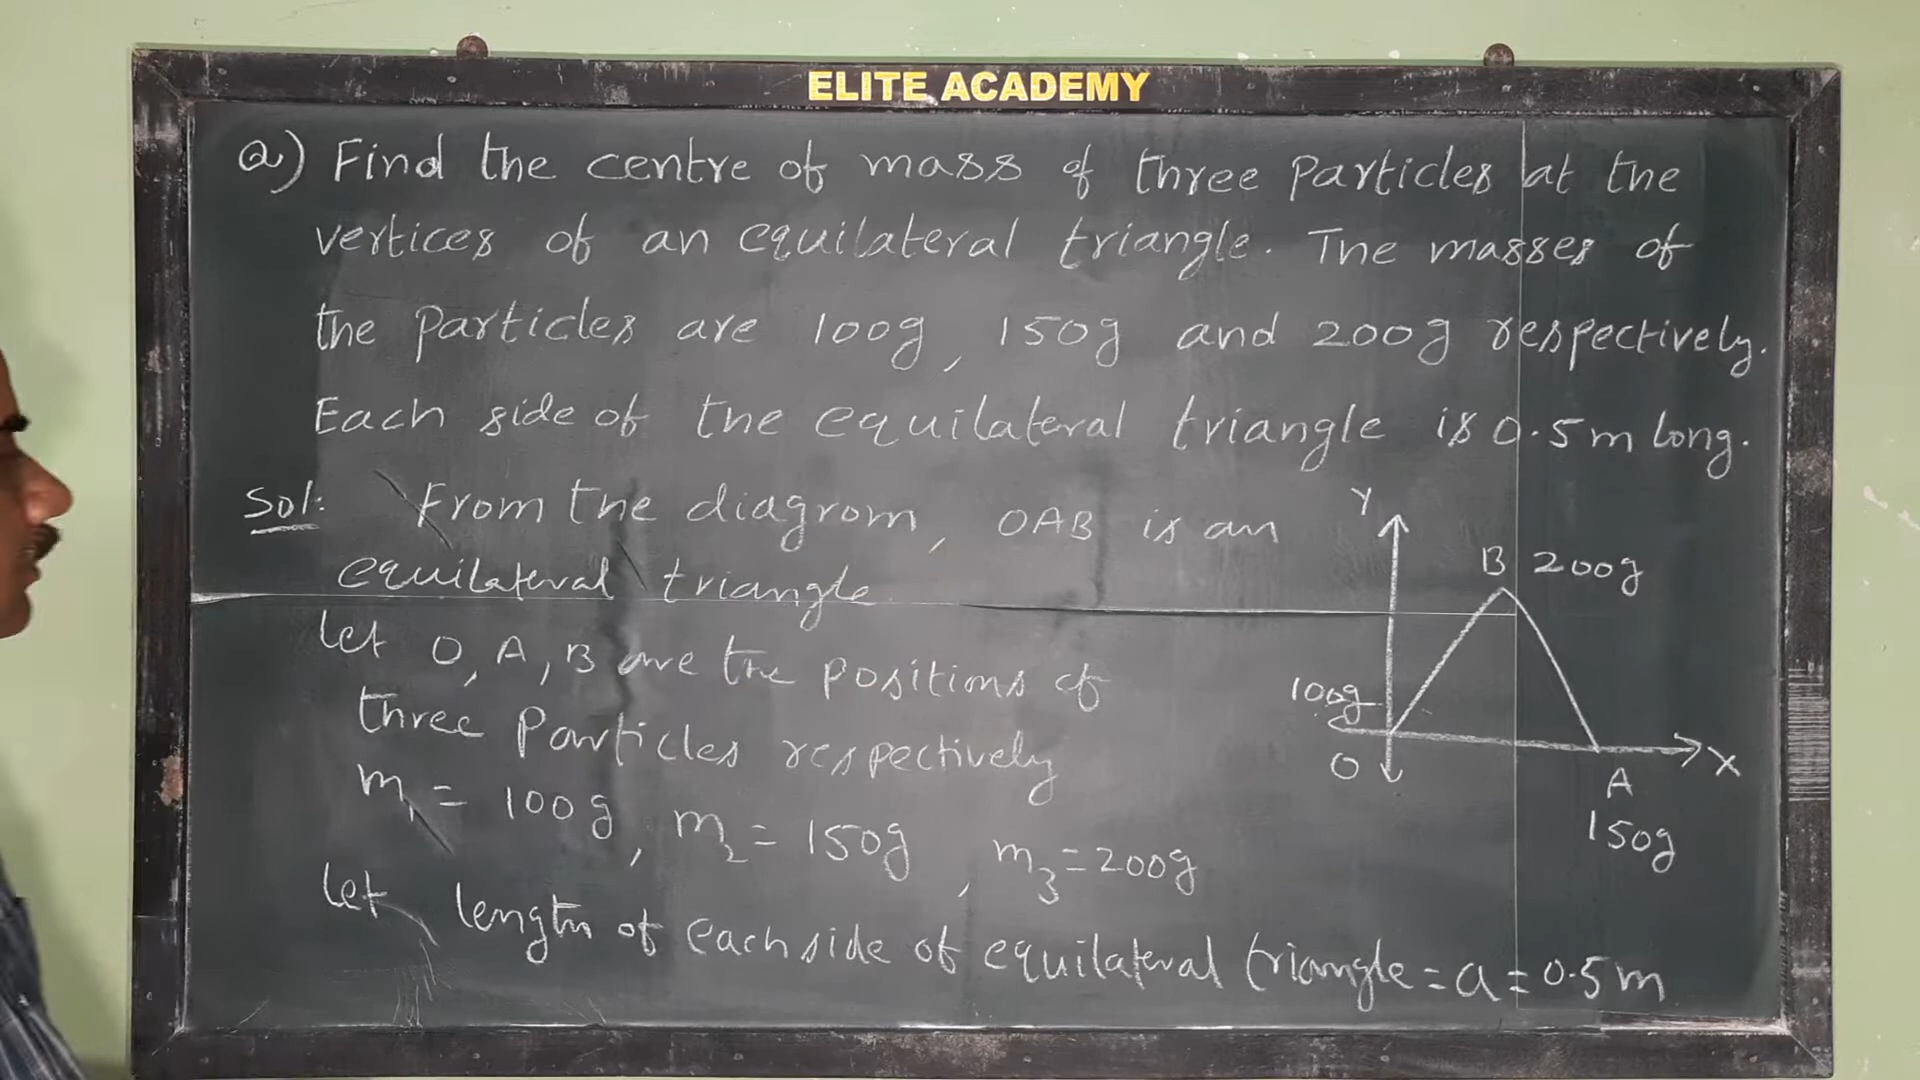 ELITE ACADEMY
Q) Find the centre of mass of three particles at the
vertices of an equilateral triangle. The masses of
the particles are 100g, 150g and 200g respectively.
Each side of the equilateral triangle is 0.5m long.
Sol: From the diagrom, OAB is an
equilateral triangle
Let O, A, B are the positions of
three Particles respectively
m₁ = 100g, m₂ = 150g, m₃ = 200g
Let length of each side of equilateral triangle = a = 0.5m
Y
B 200g
100g
O
X
A
150g